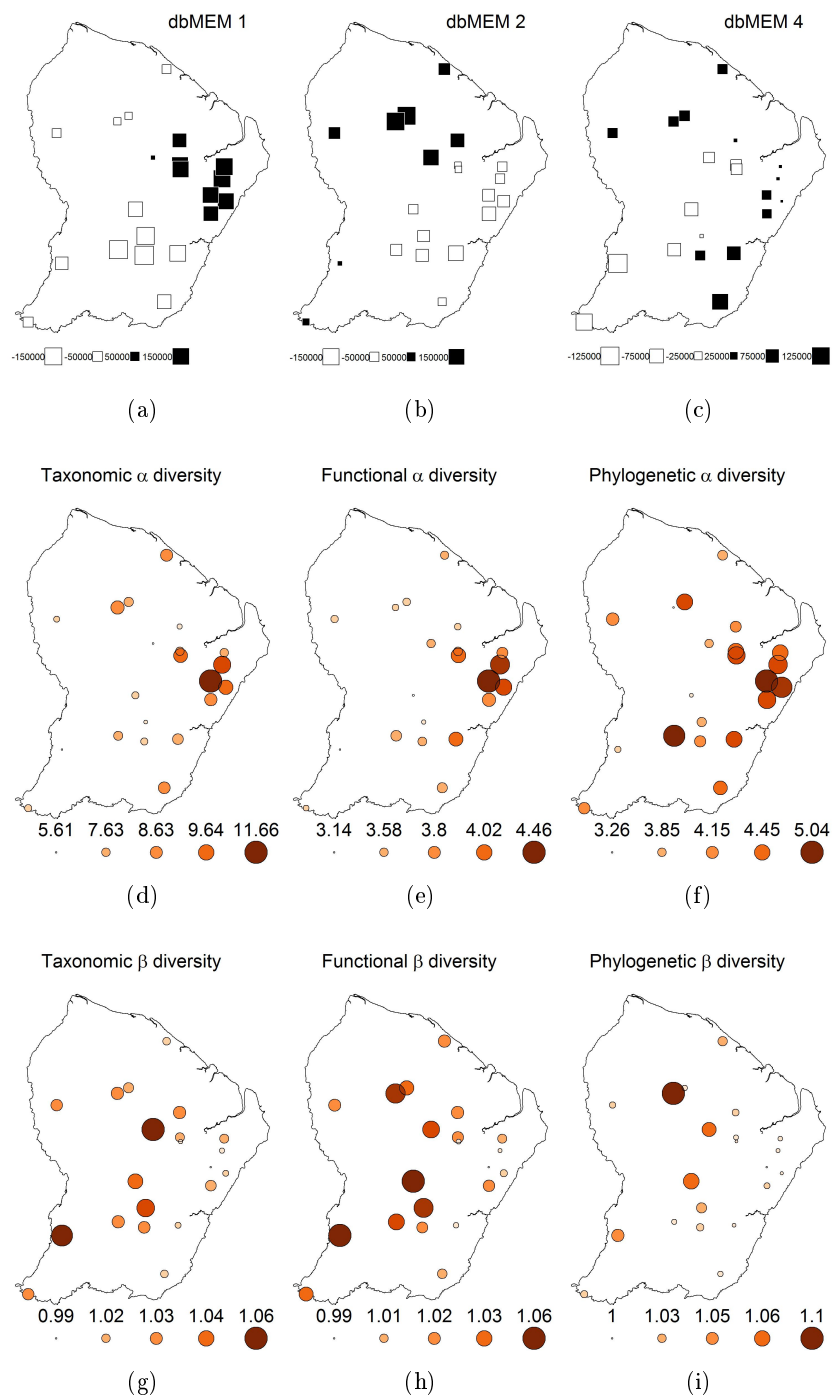 dbMEM 1 dbMEM 2 dbMEM 4
-150000 -50000 50000 150000 -150000 -50000 50000 150000 -125000 -75000 -25000 25000 75000 125000
(a) (b) (c)
Taxonomic α diversity Functional α diversity Phylogenetic α diversity
5.61 7.63 8.63 9.64 11.66 3.14 3.58 3.8 4.02 4.46 3.26 3.85 4.15 4.45 5.04
(d) (e) (f)
Taxonomic β diversity Functional β diversity Phylogenetic β diversity
0.99 1.02 1.03 1.04 1.06 0.99 1.01 1.02 1.03 1.06 1 1.03 1.05 1.06 1.1
(g) (h) (i)